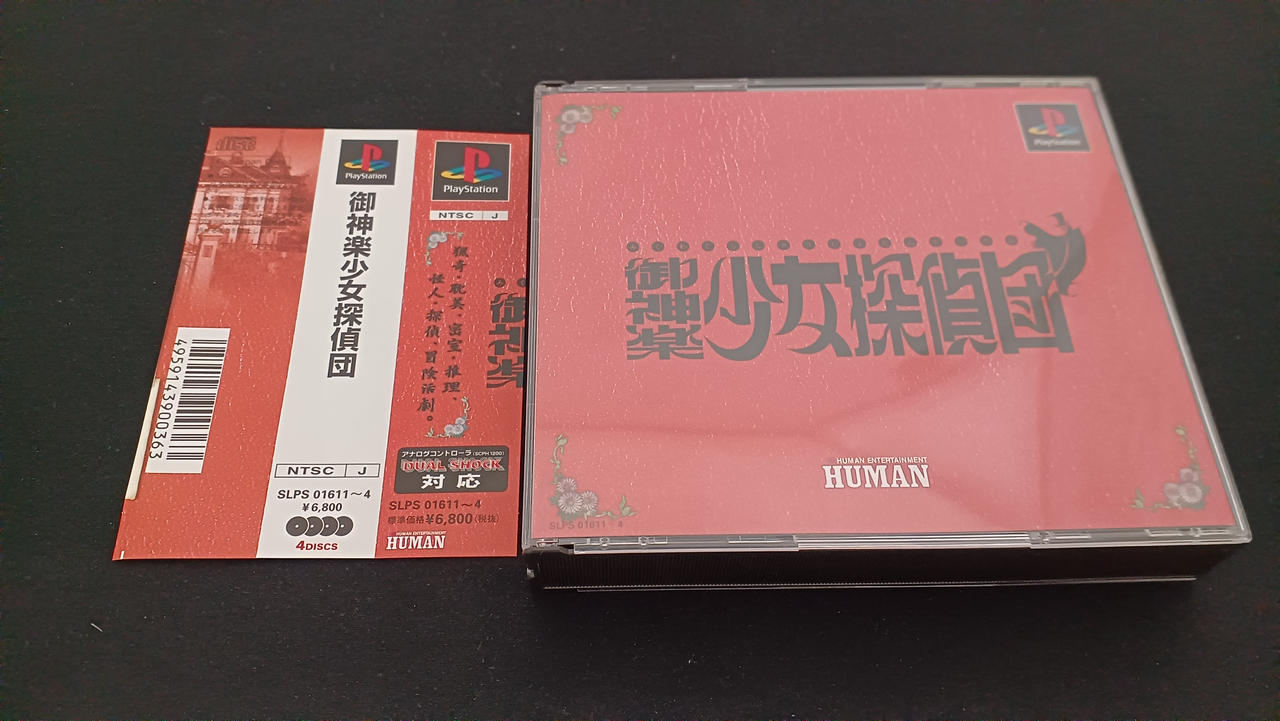 disc
4959143900363
PlayStation
御神楽少女探偵団
NTSC J
SLPS 01611～4
¥6,800
4DISCS
PlayStation
NTSC J
猟奇・耽美・密室・推理、
怪人・探偵、冒険活劇。
御神楽
アナログコントローラ(SCPH 1200)
DUAL SHOCK
対応
SLPS 01611～4
標準価格¥6,800(税抜)
HUMAN ENTERTAINMENT
HUMAN
PlayStation
御神楽少女探偵団
HUMAN ENTERTAINMENT
HUMAN
SLPS 01611～4